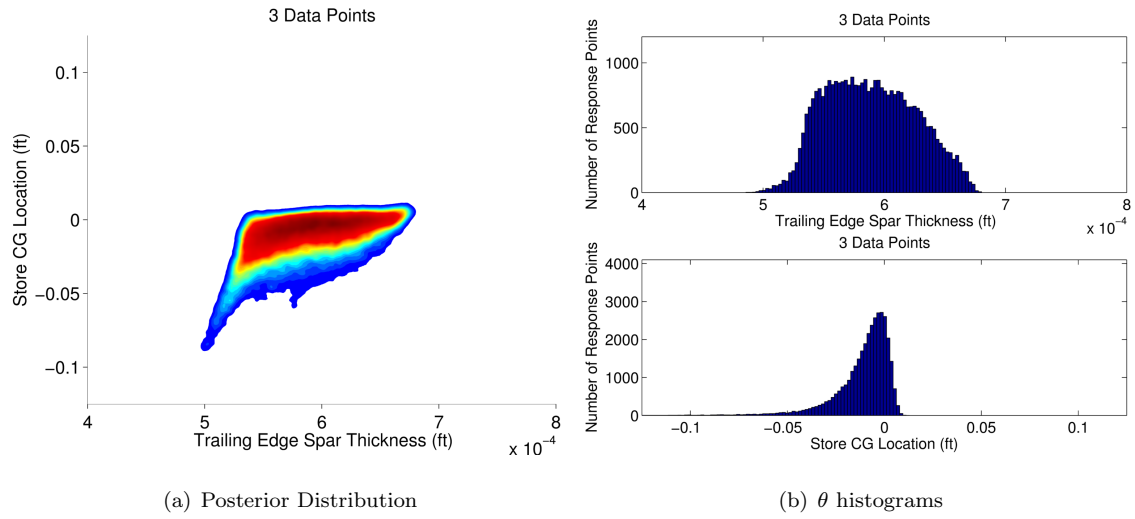 3 Data Points
Store CG Location (ft)
0.1
0.05
0
−0.05
−0.1
4
5
6
7
8
Trailing Edge Spar Thickness (ft)
x 10⁻⁴
(a) Posterior Distribution
3 Data Points
Number of Response Points
1000
500
0
4
5
6
7
8
Trailing Edge Spar Thickness (ft)
x 10⁻⁴
3 Data Points
Number of Response Points
4000
3000
2000
1000
0
−0.1
−0.05
0
0.05
0.1
Store CG Location (ft)
(b) θ histograms